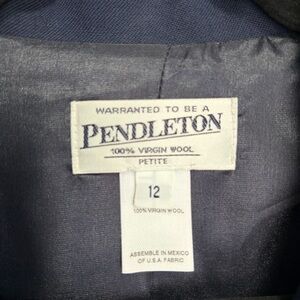 WARRANTED TO BE A
PENDLETON
100% VIRGIN WOOL
PETITE
12
100% VIRGIN WOOL
ASSEMBLE IN MEXICO
OF U.S.A. FABRIC